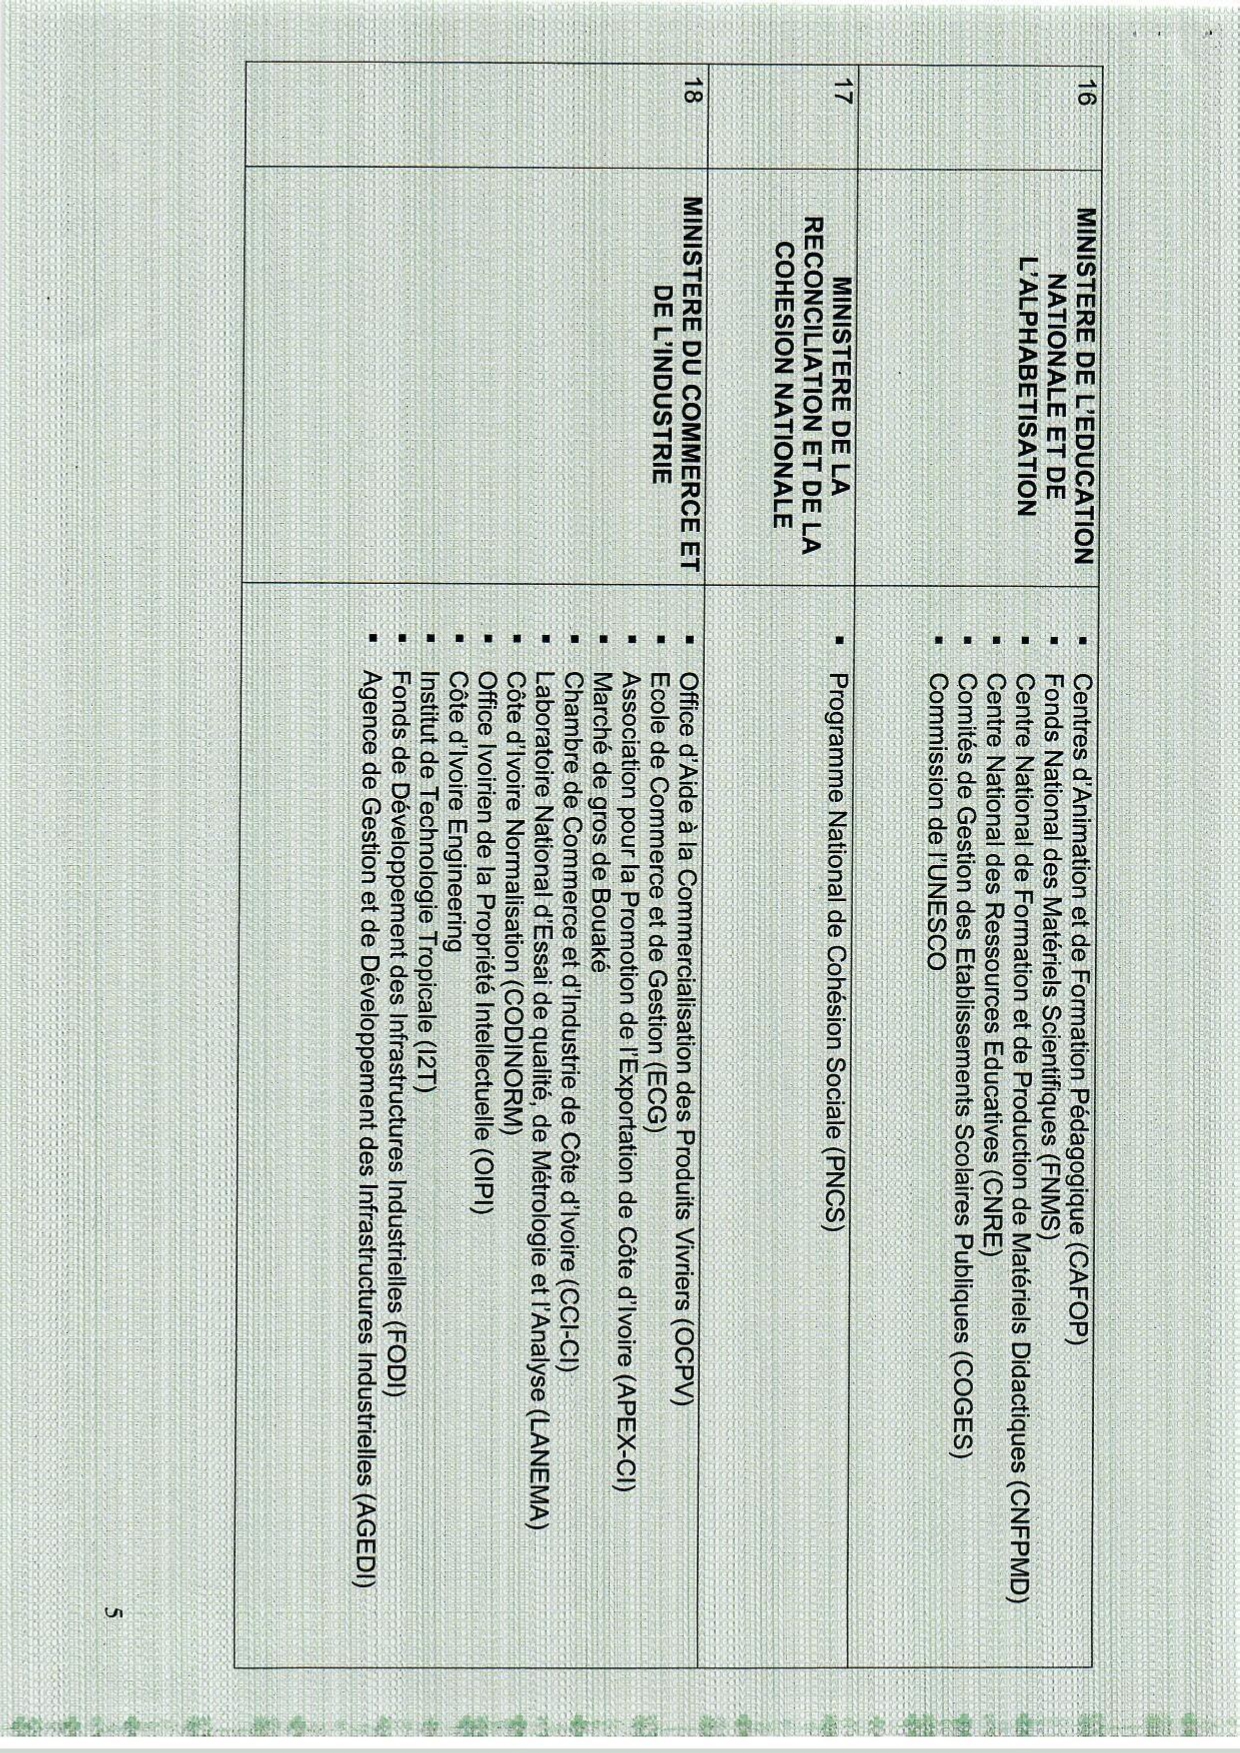 16
MINISTERE DE L'EDUCATION
NATIONALE ET DE
L'ALPHABETISATION
▪ Centres d'Animation et de Formation Pédagogique (CAFOP)
▪ Fonds National des Matériels Scientifiques (FNMS)
▪ Centre National de Formation et de Production de Matériels Didactiques (CNFPMD)
▪ Centre National des Ressources Educatives (CNRE)
▪ Comités de Gestion des Etablissements Scolaires Publiques (COGES)
▪ Commission de l'UNESCO
17
MINISTERE DE LA
RECONCILIATION ET DE LA
COHESION NATIONALE
▪ Programme National de Cohésion Sociale (PNCS)
18
MINISTERE DU COMMERCE ET
DE L'INDUSTRIE
▪ Office d'Aide à la Commercialisation des Produits Vivriers (OCPV)
▪ Ecole de Commerce et de Gestion (ECG)
▪ Association pour la Promotion de l'Exportation de Côte d'Ivoire (APEX-CI)
▪ Marché de gros de Bouaké
▪ Chambre de Commerce et d'Industrie de Côte d'Ivoire (CCI-CI)
▪ Laboratoire National d'Essai de qualité, de Métrologie et l'Analyse (LANEMA)
▪ Côte d'Ivoire Normalisation (CODINORM)
▪ Office Ivoirien de la Propriété Intellectuelle (OIPI)
▪ Côte d'Ivoire Engineering
▪ Institut de Technologie Tropicale (I2T)
▪ Fonds de Développement des Infrastructures Industrielles (FODI)
▪ Agence de Gestion et de Développement des Infrastructures Industrielles (AGEDI)
5